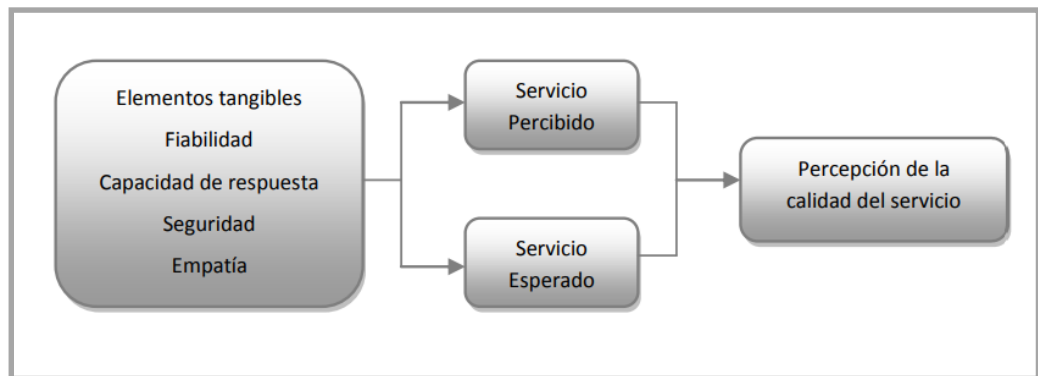 Elementos tangibles
Fiabilidad
Capacidad de respuesta
Seguridad
Empatía
Servicio
Percibido
Servicio
Esperado
Percepción de la
calidad del servicio